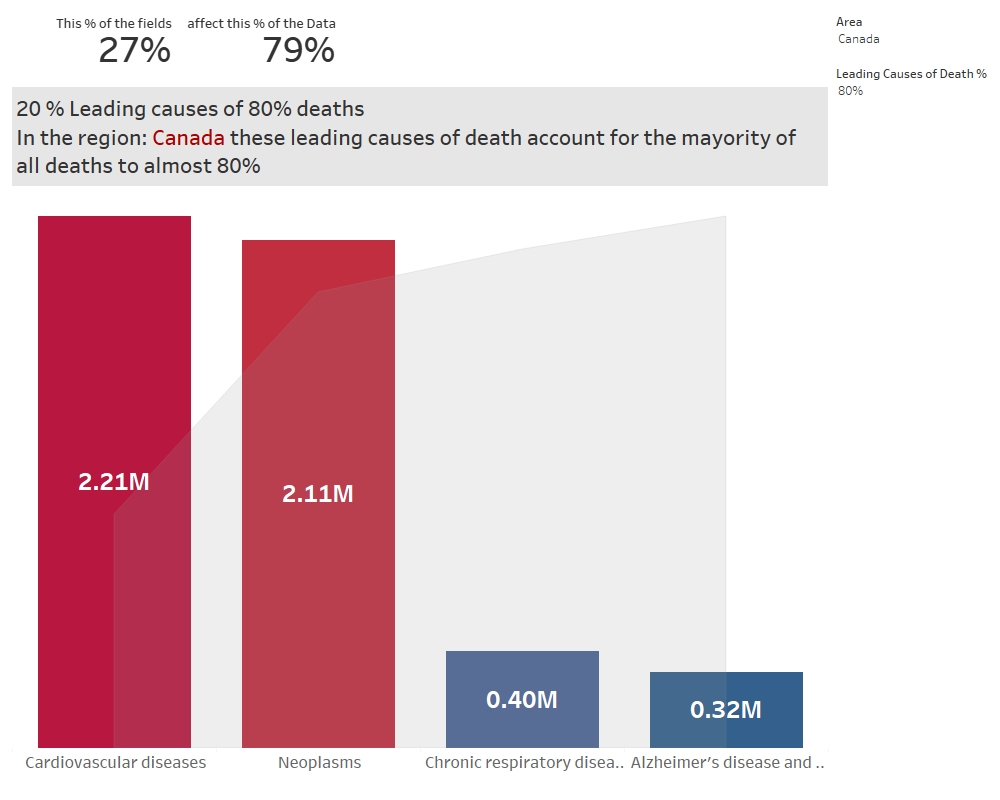 This % of the fields
affect this % of the Data
27%
79%
Area
Canada
Leading Causes of Death %
80%
20 % Leading causes of 80% deaths
In the region: Canada these leading causes of death account for the mayority of
all deaths to almost 80%
2.21M
2.11M
0.40M
0.32M
Cardiovascular diseases
Neoplasms
Chronic respiratory disea..
Alzheimer's disease and ..